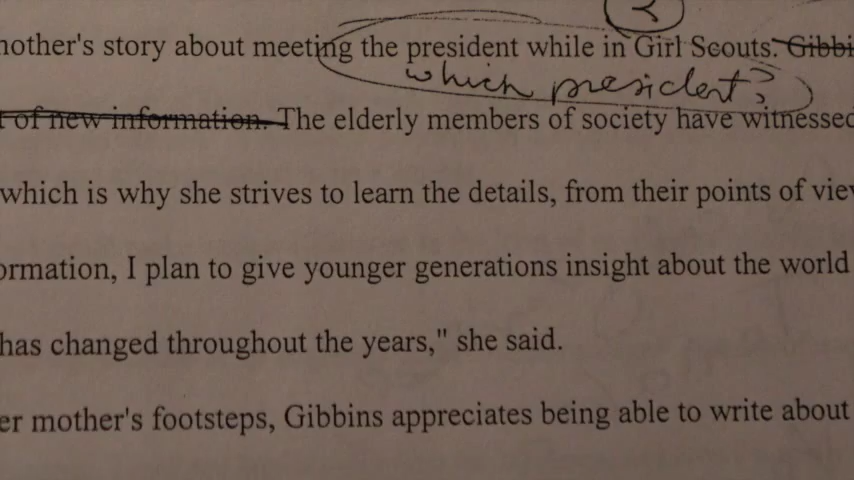 mother's story about meeting the president while in Girl Scouts. Gibbi
which president?
of new information. The elderly members of society have witnessed
which is why she strives to learn the details, from their points of view
ormation, I plan to give younger generations insight about the world
has changed throughout the years," she said.
er mother's footsteps, Gibbins appreciates being able to write about